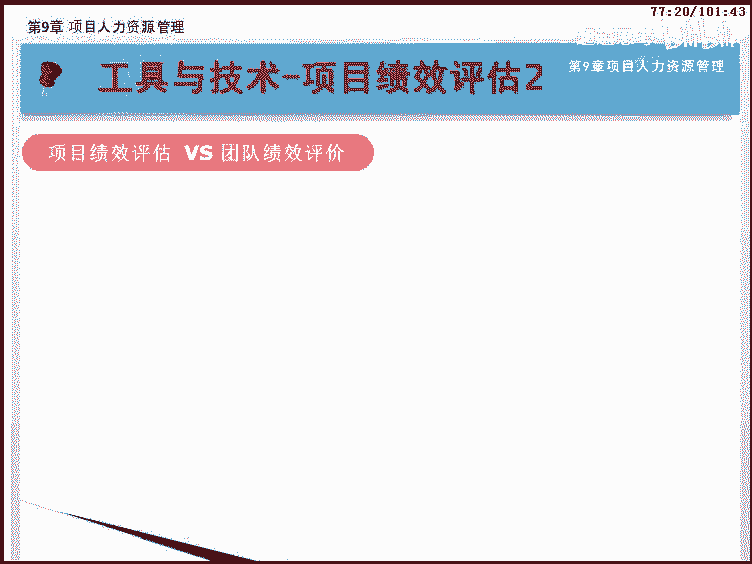 第9章 项目人力资源管理
77:20/101:43
工具与技术-项目绩效评估2
第9章项目人力资源管理
项目绩效评估 VS 团队绩效评价